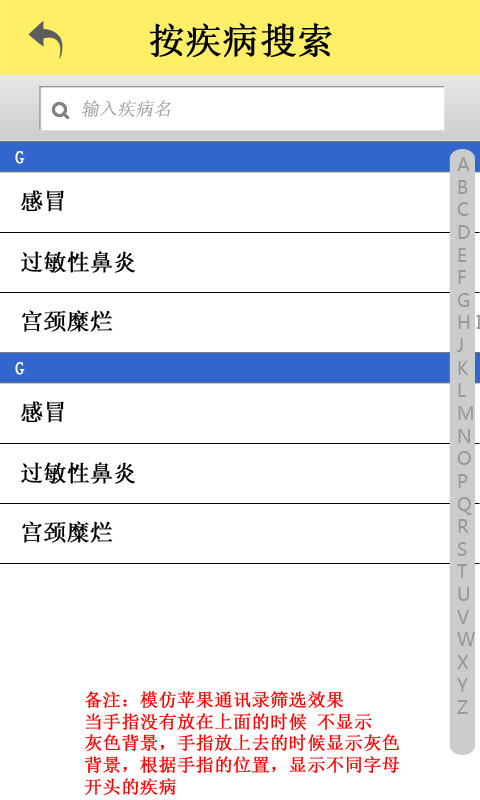 按疾病搜索
输入疾病名
G
感冒
过敏性鼻炎
宫颈糜烂
G
感冒
过敏性鼻炎
宫颈糜烂
A
B
C
D
E
F
G
H I
J
K
L
M
N
O
P
Q
R
S
T
U
V
W
X
Y
Z
备注：模仿苹果通讯录筛选效果
当手指没有放在上面的时候 不显示
灰色背景，手指放上去的时候显示灰色
背景，根据手指的位置，显示不同字母
开头的疾病